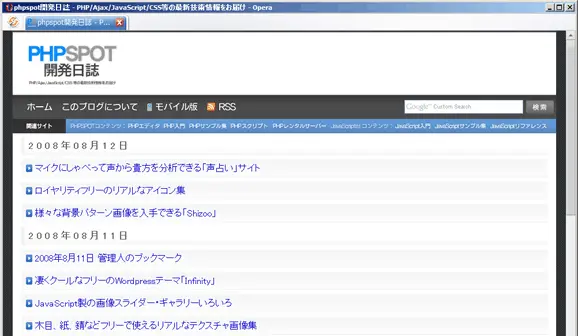 phpspot開発日誌 - PHP/Ajax/JavaScript/CSS等の最新技術情報をお届け - Opera
phpspot開発日誌 - P...
PHPSPOT
開発日誌
PHP/Ajax/JavaScript/CSS等の最新技術情報をお届け
ホーム このブログについて モバイル版 RSS
Google Custom Search 検索
関連サイト PHPSPOTコンテンツ: PHPエディタ PHP入門 PHPサンプル集 PHPスクリプト PHPレンタルサーバー JavaScriptist コンテンツ: JavaScript入門 JavaScriptサンプル集 JavaScriptリファレンス
2008年08月12日
マイクにしゃべって声から貴方を分析できる「声占い」サイト
ロイヤリティフリーのリアルなアイコン集
様々な背景パターン画像を入手できる「Shizoo」
2008年08月11日
2008年8月11日 管理人のブックマーク
凄くクールなフリーのWordpressテーマ「Infinity」
JavaScript製の画像スライダー・ギャラリーいろいろ
木目、紙、錆などフリーで使えるリアルなテクスチャ画像集